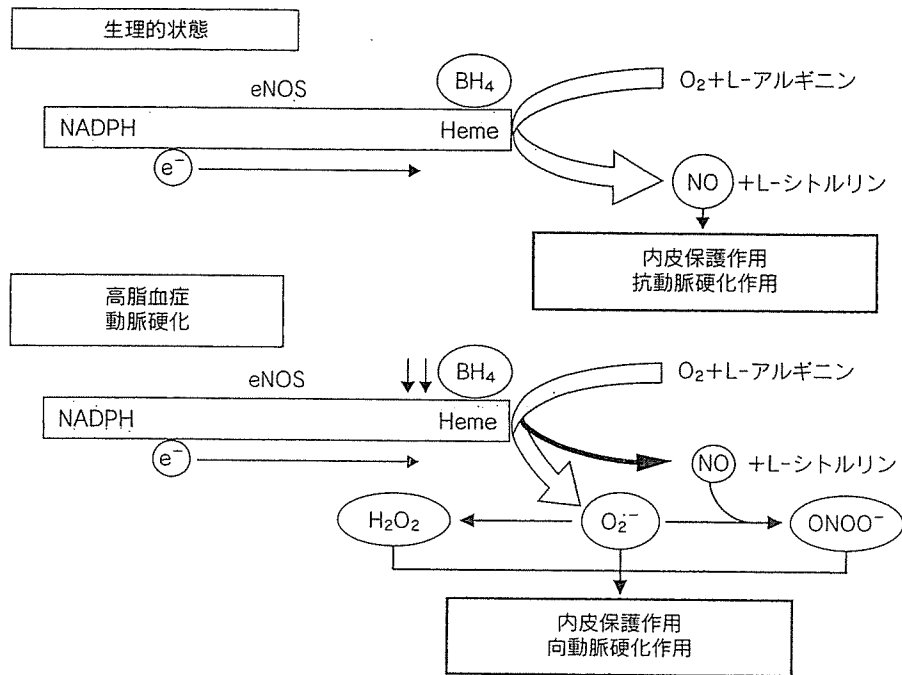 生理的状態
eNOS
BH4
O2+L-アルギニン
NADPH
Heme
e−
NO
+L-シトルリン
内皮保護作用
抗動脈硬化作用
高脂血症
動脈硬化
eNOS
BH4
O2+L-アルギニン
NADPH
Heme
e−
NO
+L-シトルリン
H2O2
O2・−
ONOO−
内皮保護作用
向動脈硬化作用